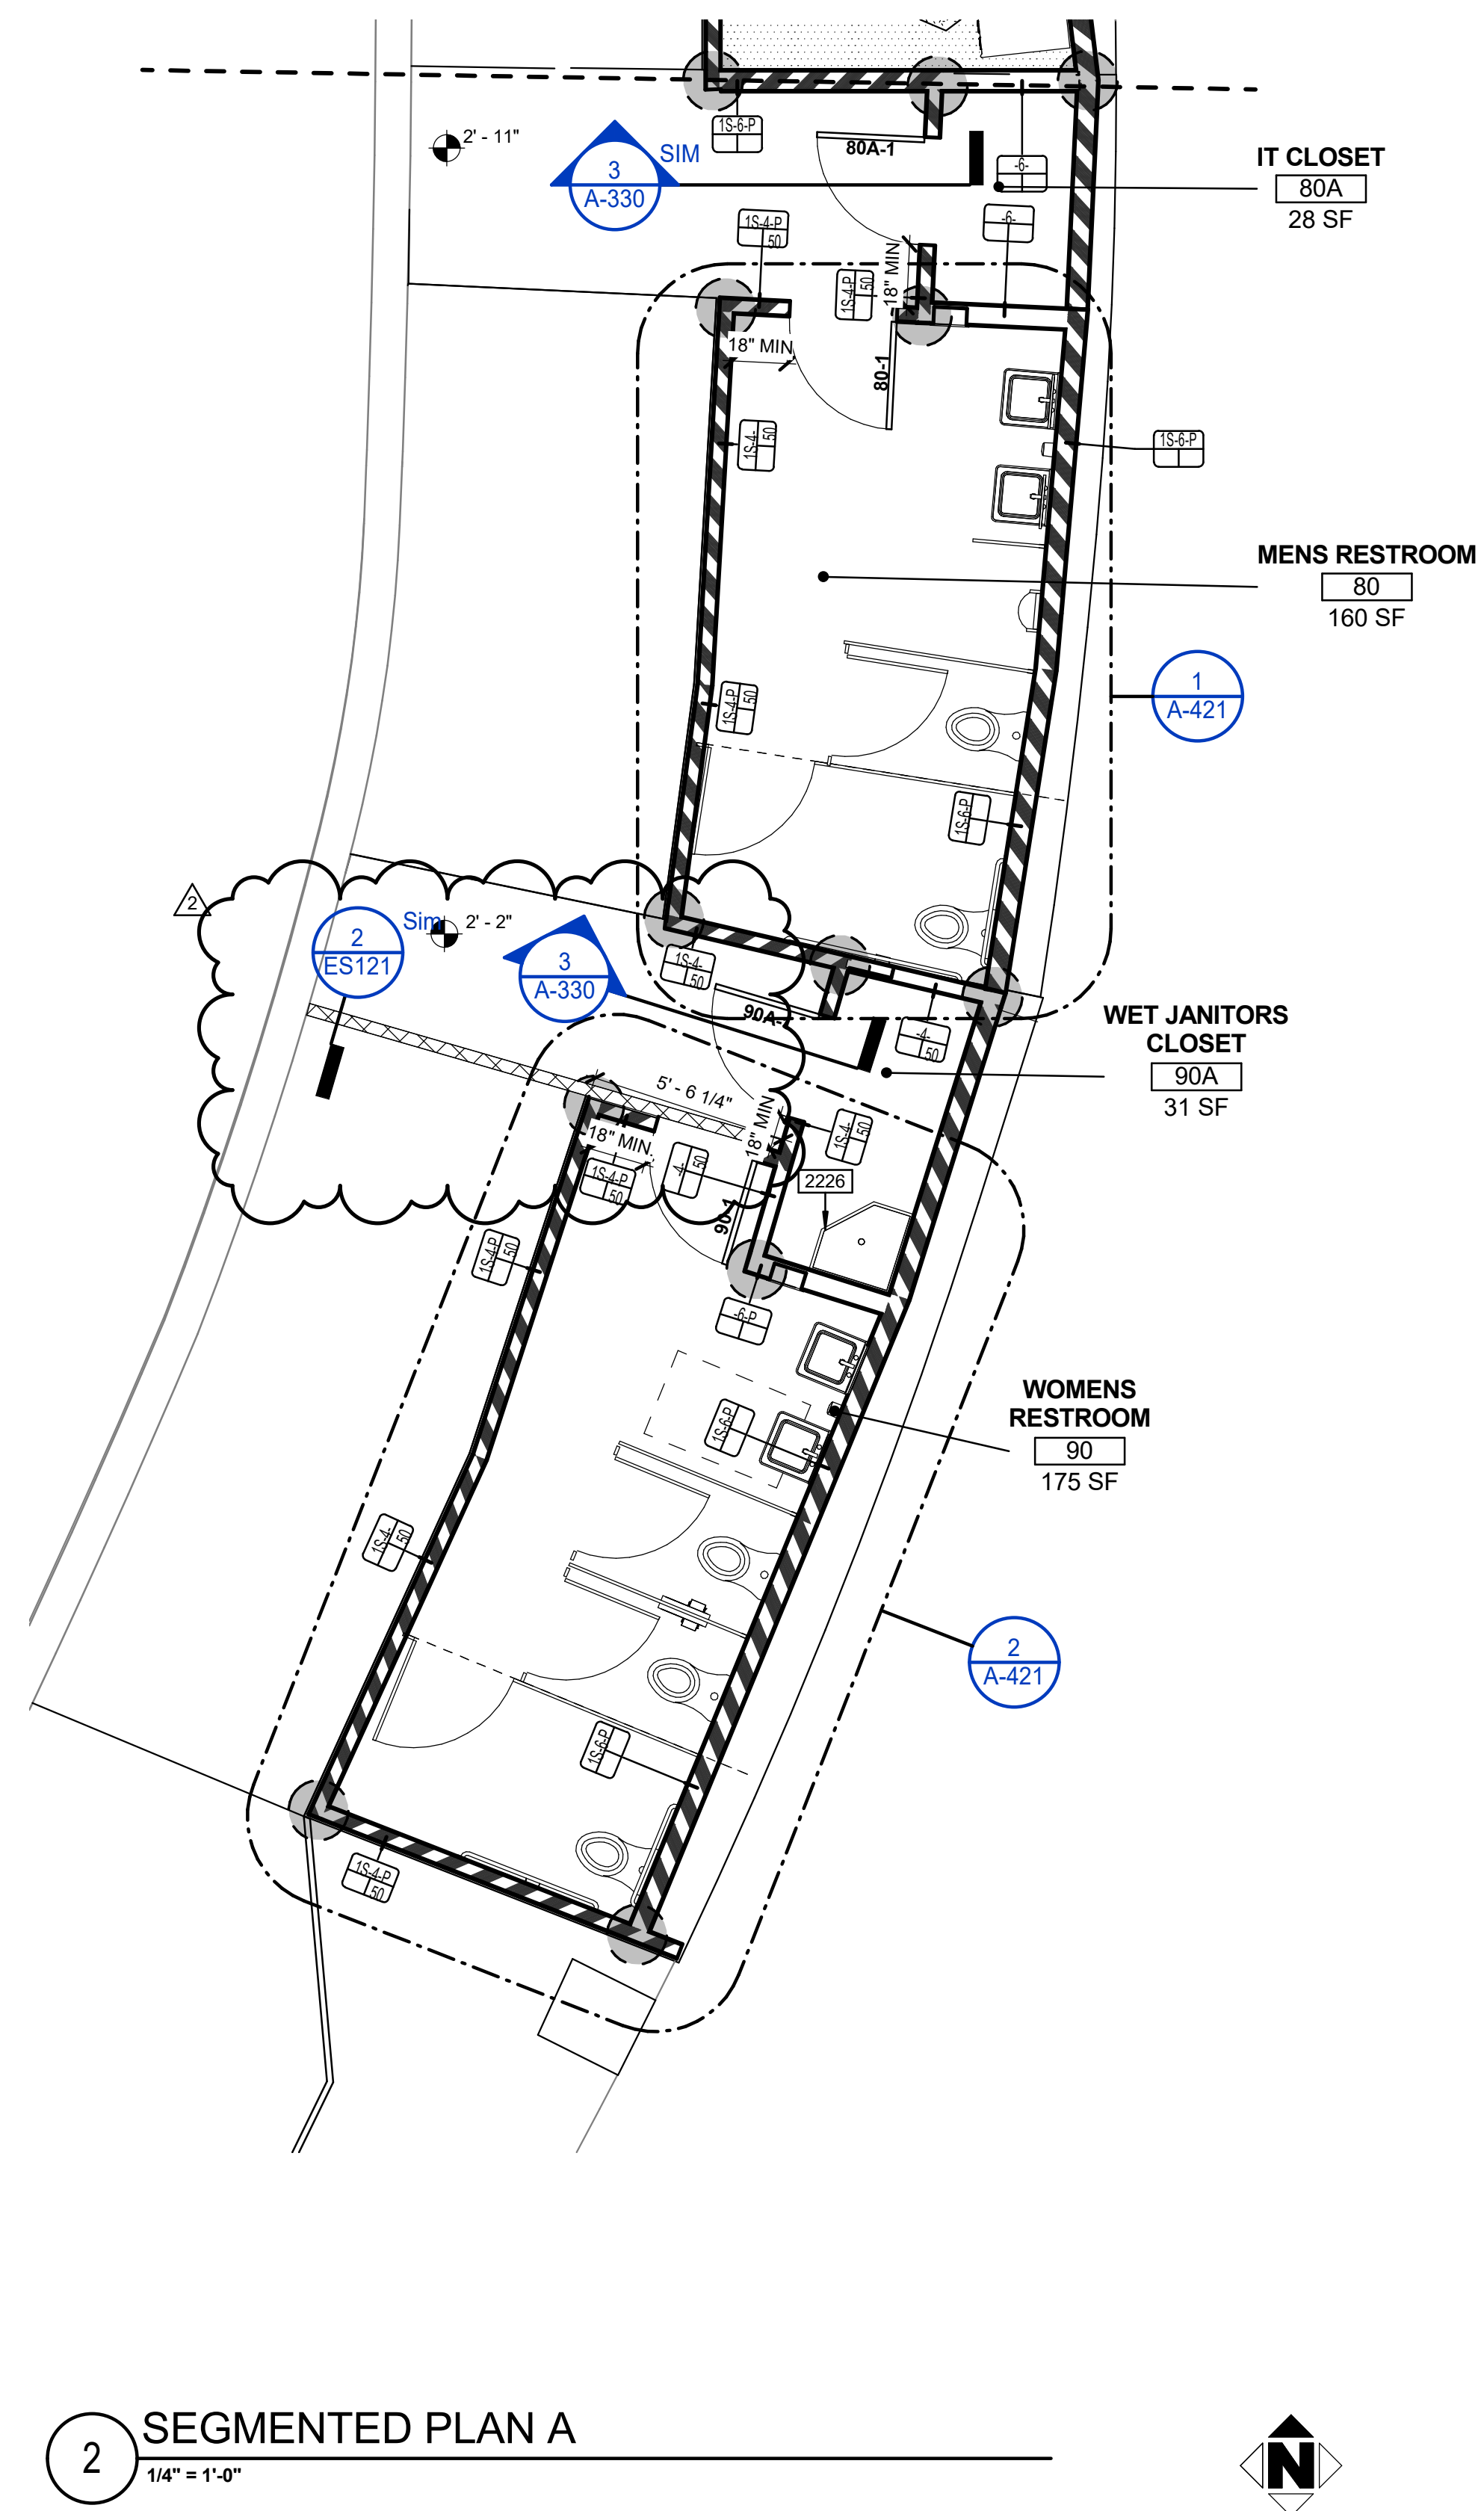 2' - 11"
3
A-330
SIM
1S-6-P
80A-1
-6-
IT CLOSET
80A
28 SF
1S-4-P
50
-6-
1S-4-P
50
18" MIN
18" MIN
80-1
1S-4-
50
1S-6-P
MENS RESTROOM
80
160 SF
1
A-421
1S-4-P
50
1S-6-P
2
2
ES121
Sim
2' - 2"
3
A-330
1S-4-
50
90A-
-4-
50
WET JANITORS
CLOSET
90A
31 SF
5' - 6 1/4"
18" MIN.
18" MIN
1S-4-
50
1S-4-P
50
-4-
50
2226
90-1
1S-4-P
50
-6-P
1S-6-P
WOMENS
RESTROOM
90
175 SF
1S-4-
50
2
A-421
1S-6-P
1S-4-P
50
2
SEGMENTED PLAN A
1/4" = 1'-0"
N